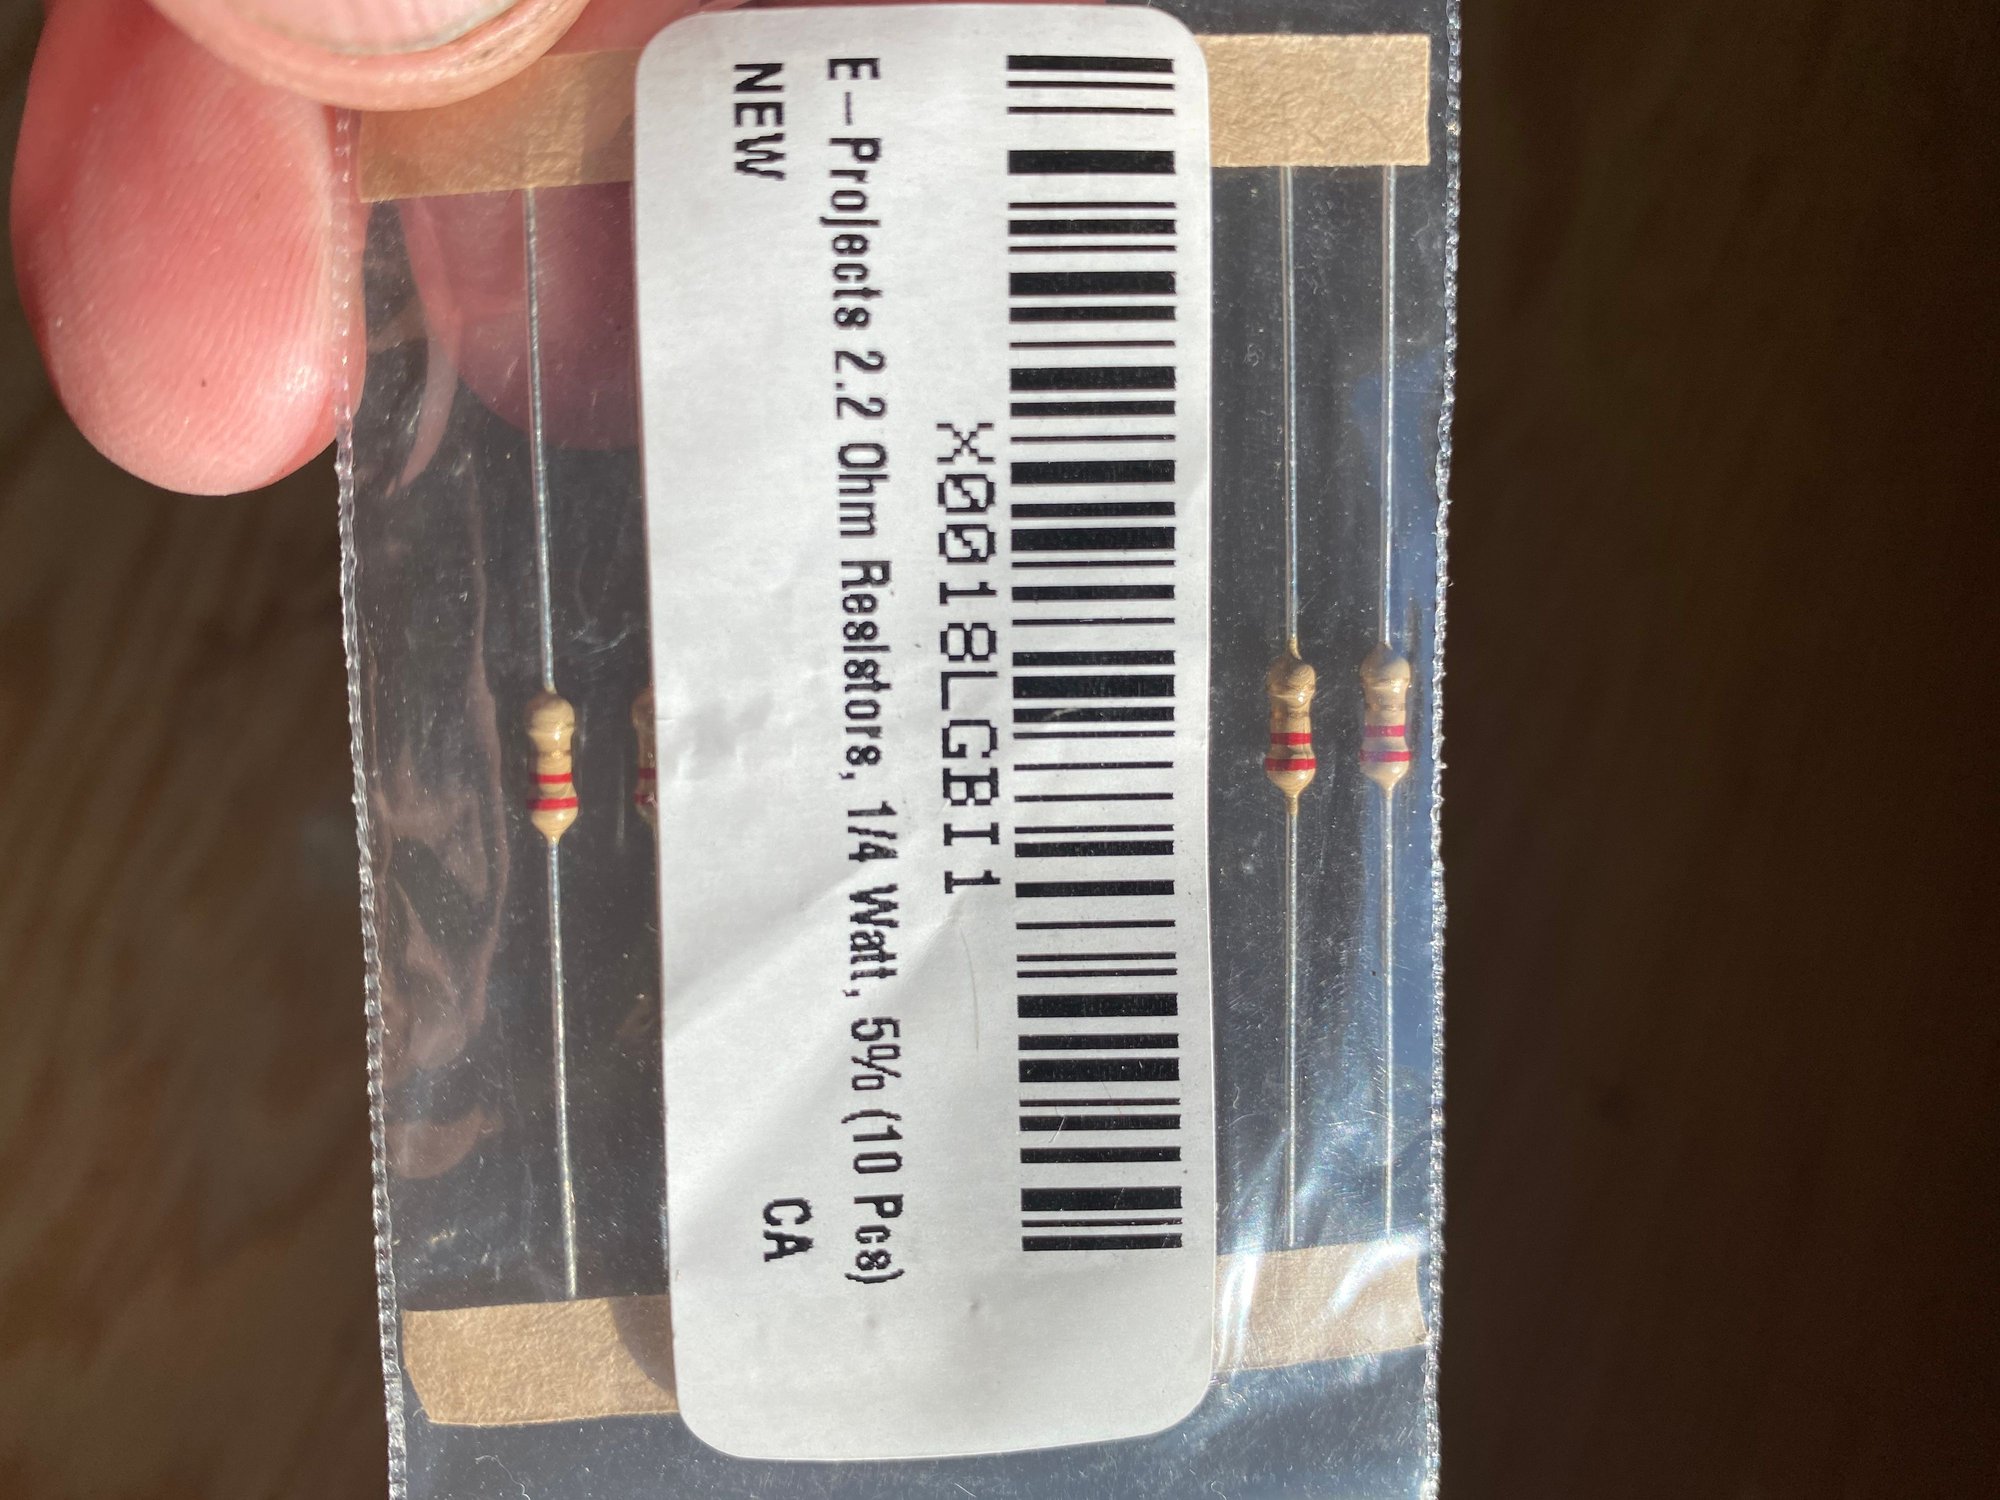 X0018LGBI1
E-Projects 2.2 Ohm Resistors, 1/4 Watt, 5% (10 Pcs)
NEW CA